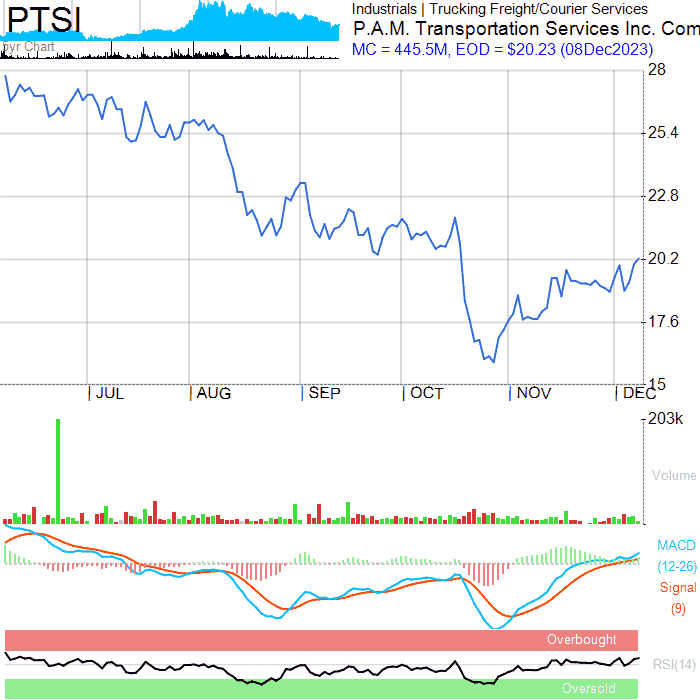 PTSI
5yr Chart
Industrials | Trucking Freight/Courier Services
P.A.M. Transportation Services Inc. Com
MC = 445.5M, EOD = $20.23 (08Dec2023)
28
25.4
22.8
20.2
17.6
15
JUL AUG SEP OCT NOV DEC
203k
Volume
MACD
(12-26)
Signal
(9)
Overbought
RSI(14)
Oversold